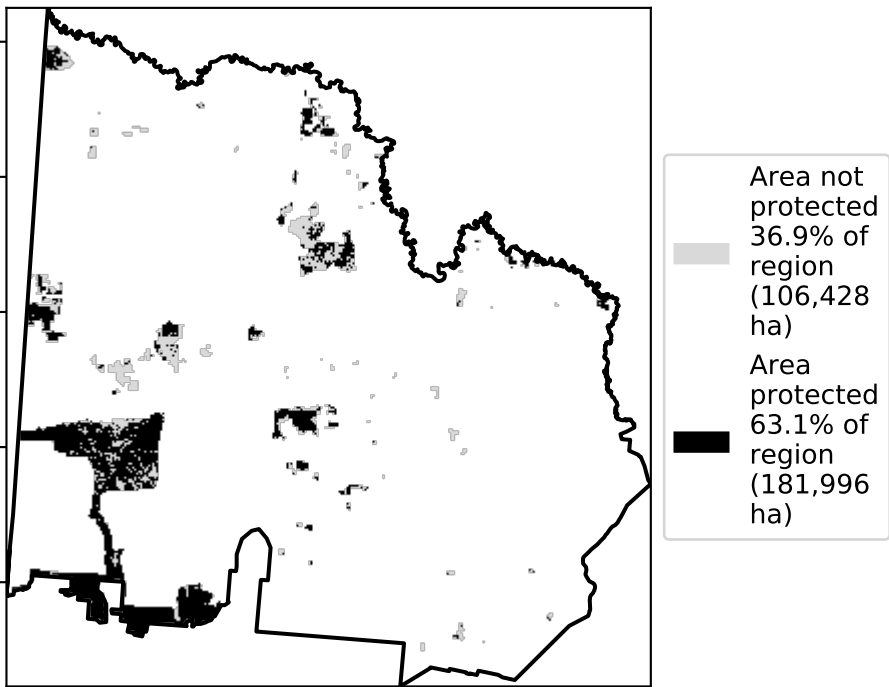 Area not
protected
36.9% of
region
(106,428
ha)
Area
protected
63.1% of
region
(181,996
ha)